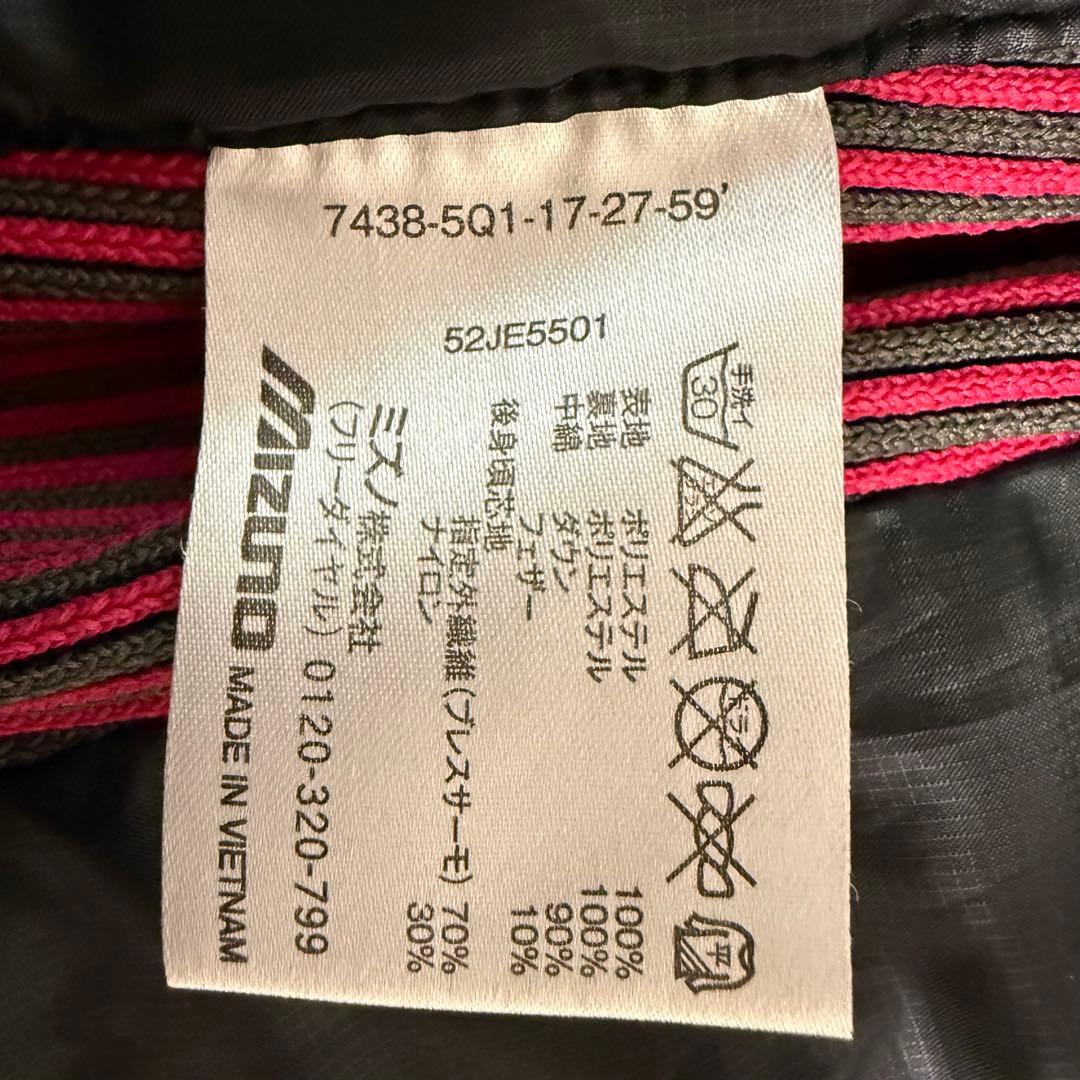 7438-5Q1-17-27-59'
52JE5501
手洗イ
30
エンソ
ドライ
平
表地 ポリエステル 100%
裏地 ポリエステル 100%
中綿 ダウン 90%
フェザー 10%
後身頃芯地
指定外繊維(ブレスサーモ) 70%
ナイロン 30%
ミズノ株式会社
(フリーダイヤル) 0120-320-799
MIZUNO MADE IN VIETNAM